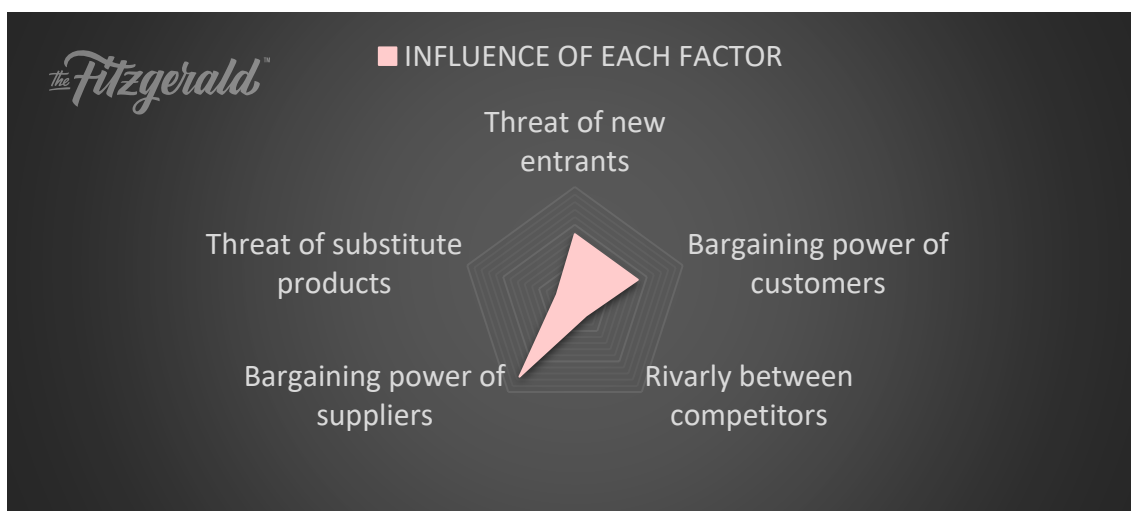 the Fitzgerald™
INFLUENCE OF EACH FACTOR
Threat of new
entrants
Bargaining power of
customers
Rivarly between
competitors
Bargaining power of
suppliers
Threat of substitute
products